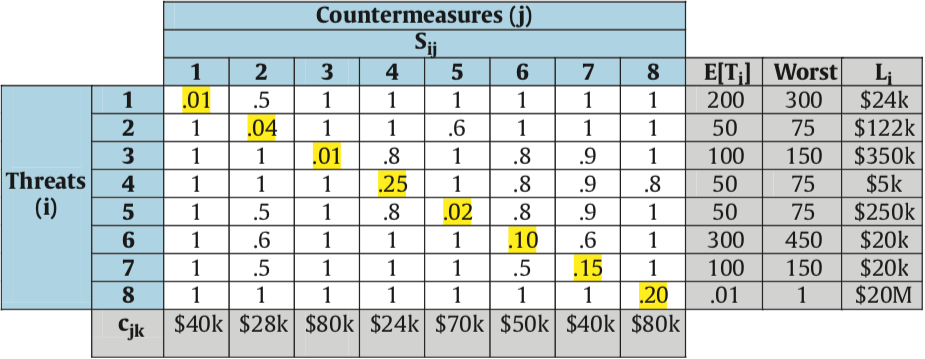 Countermeasures (j)
Sij
1 2 3 4 5 6 7 8 E[Ti] Worst Li
Threats (i)
1 .01 .5 1 1 1 1 1 1 200 300 $24k
2 1 .04 1 1 .6 1 1 1 50 75 $122k
3 1 1 .01 .8 1 .8 .9 1 100 150 $350k
4 1 1 1 .25 1 .8 .9 .8 50 75 $5k
5 1 .5 1 .8 .02 .8 .9 1 50 75 $250k
6 1 .6 1 1 1 .10 .6 1 300 450 $20k
7 1 .5 1 1 1 .5 .15 1 100 150 $20k
8 1 1 1 1 1 1 1 .20 .01 1 $20M
cjk $40k $28k $80k $24k $70k $50k $40k $80k